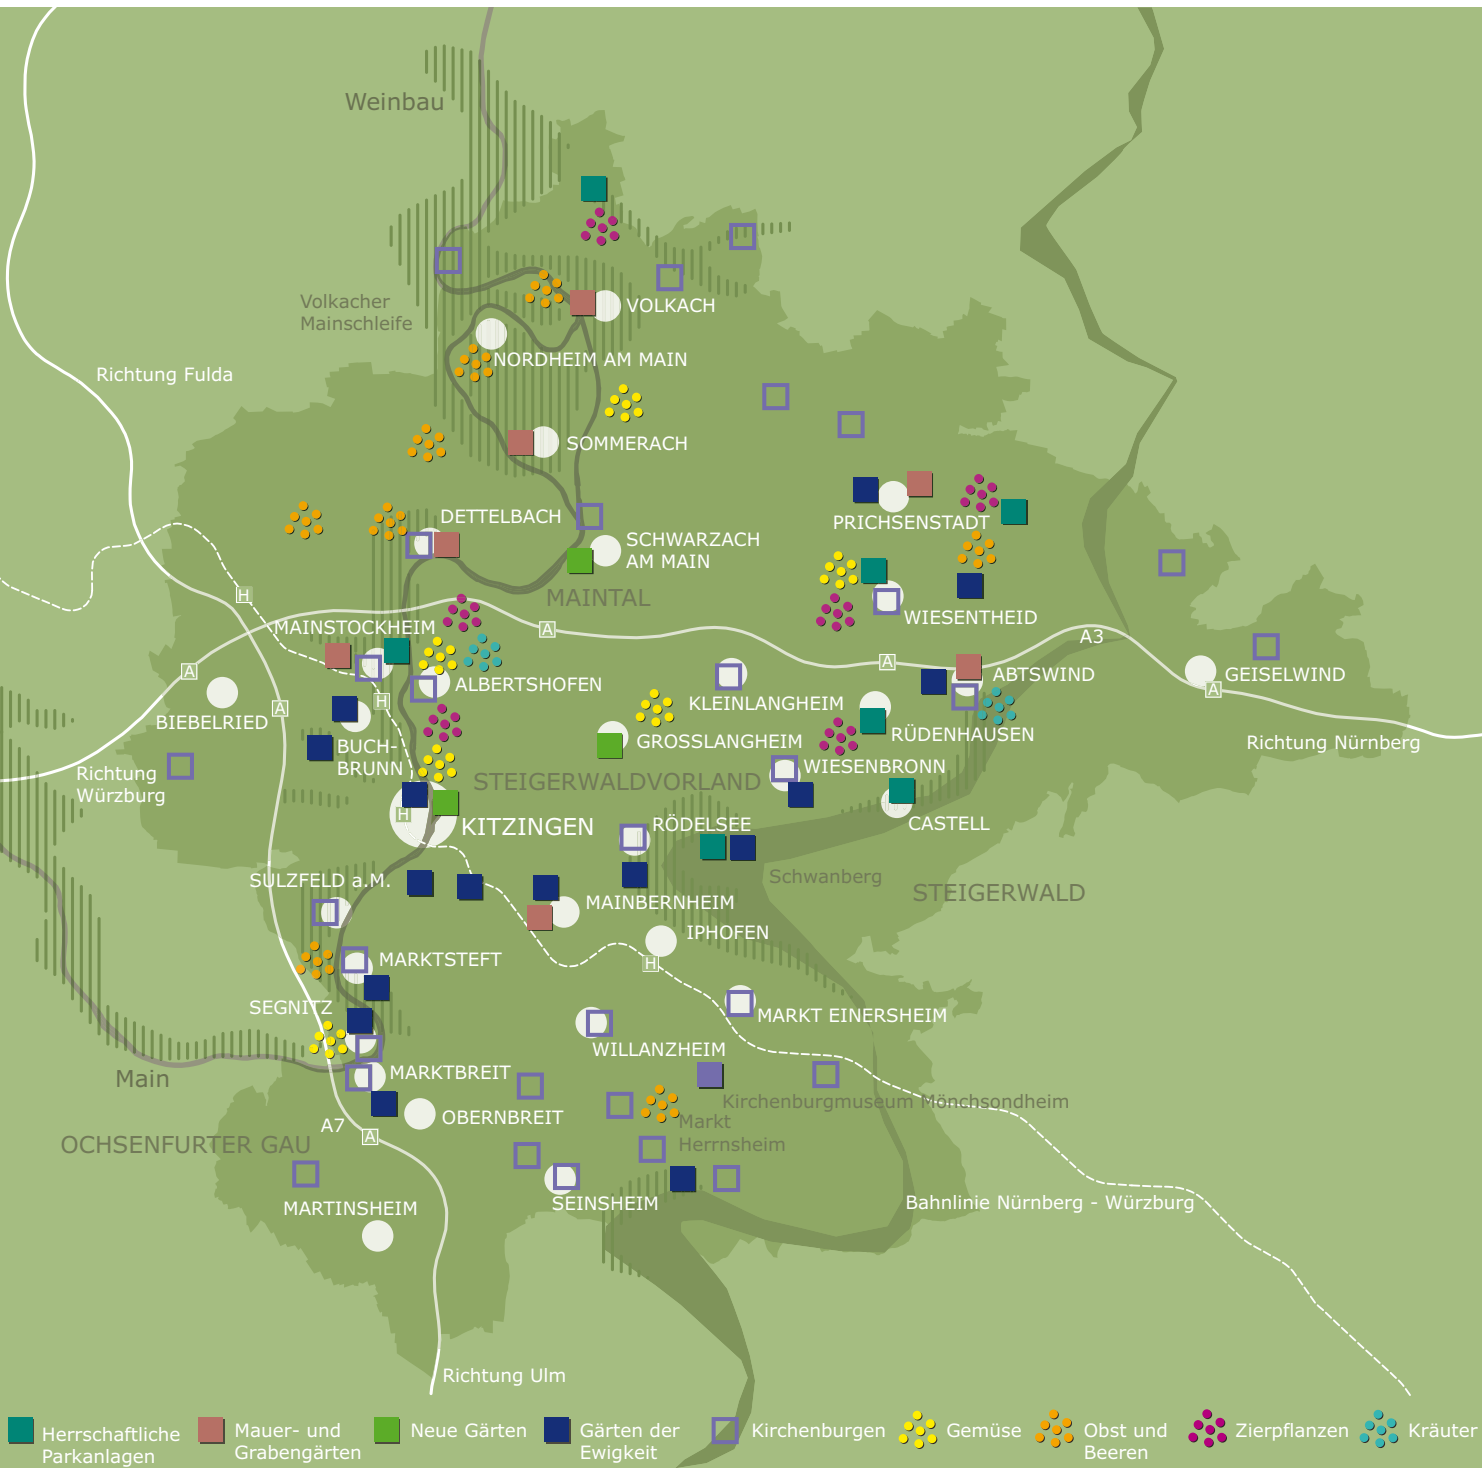 Weinbau
Volkacher
Mainschleife
VOLKACH
NORDHEIM AM MAIN
Richtung Fulda
SOMMERACH
DETTELBACH
PRICHSENSTADT
SCHWARZACH
AM MAIN
MAINTAL
H
WIESENTHEID
MAINSTOCKHEIM
A
A3
A
A
ABTSWIND
GEISELWIND
ALBERTSHOFEN
KLEINLANGHEIM
A
H
A
BIEBELRIED
RÜDENHAUSEN
GROSSLANGHEIM
Richtung Nürnberg
BUCH-
BRUNN
WIESENBRONN
Richtung
Würzburg
STEIGERWALDVORLAND
H
KITZINGEN
RÖDELSEE
CASTELL
SULZFELD a.M.
Schwanberg
STEIGERWALD
MAINBERNHEIM
IPHOFEN
MARKTSTEFT
H
SEGNITZ
MARKT EINERSHEIM
WILLANZHEIM
Main
MARKTBREIT
Kirchenburgmuseum Mönchsondheim
OBERNBREIT
Markt
Herrnsheim
A7
A
OCHSENFURTER GAU
SEINSHEIM
Bahnlinie Nürnberg - Würzburg
MARTINSHEIM
Richtung Ulm
Herrschaftliche
Parkanlagen
Mauer- und
Grabengärten
Neue Gärten
Gärten der
Ewigkeit
Kirchenburgen
Gemüse
Obst und
Beeren
Zierpflanzen
Kräuter